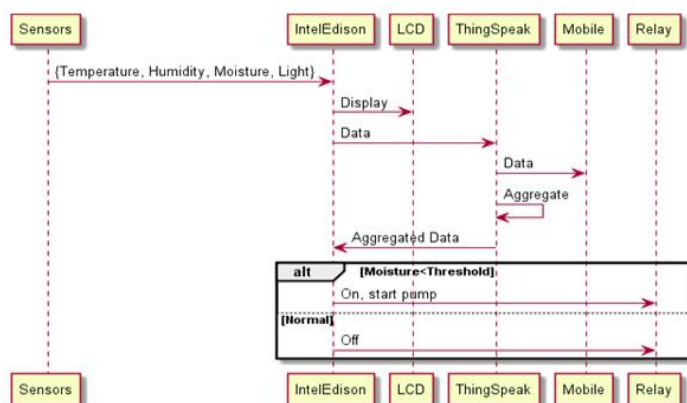 Sensors IntelEdison LCD ThingSpeak Mobile Relay
{Temperature, Humidity, Moisture, Light}
Display
Data
Data
Aggregate
Aggregated Data
alt [Moisture<Threshold]
On, start pump
[Normal]
Off
Sensors IntelEdison LCD ThingSpeak Mobile Relay